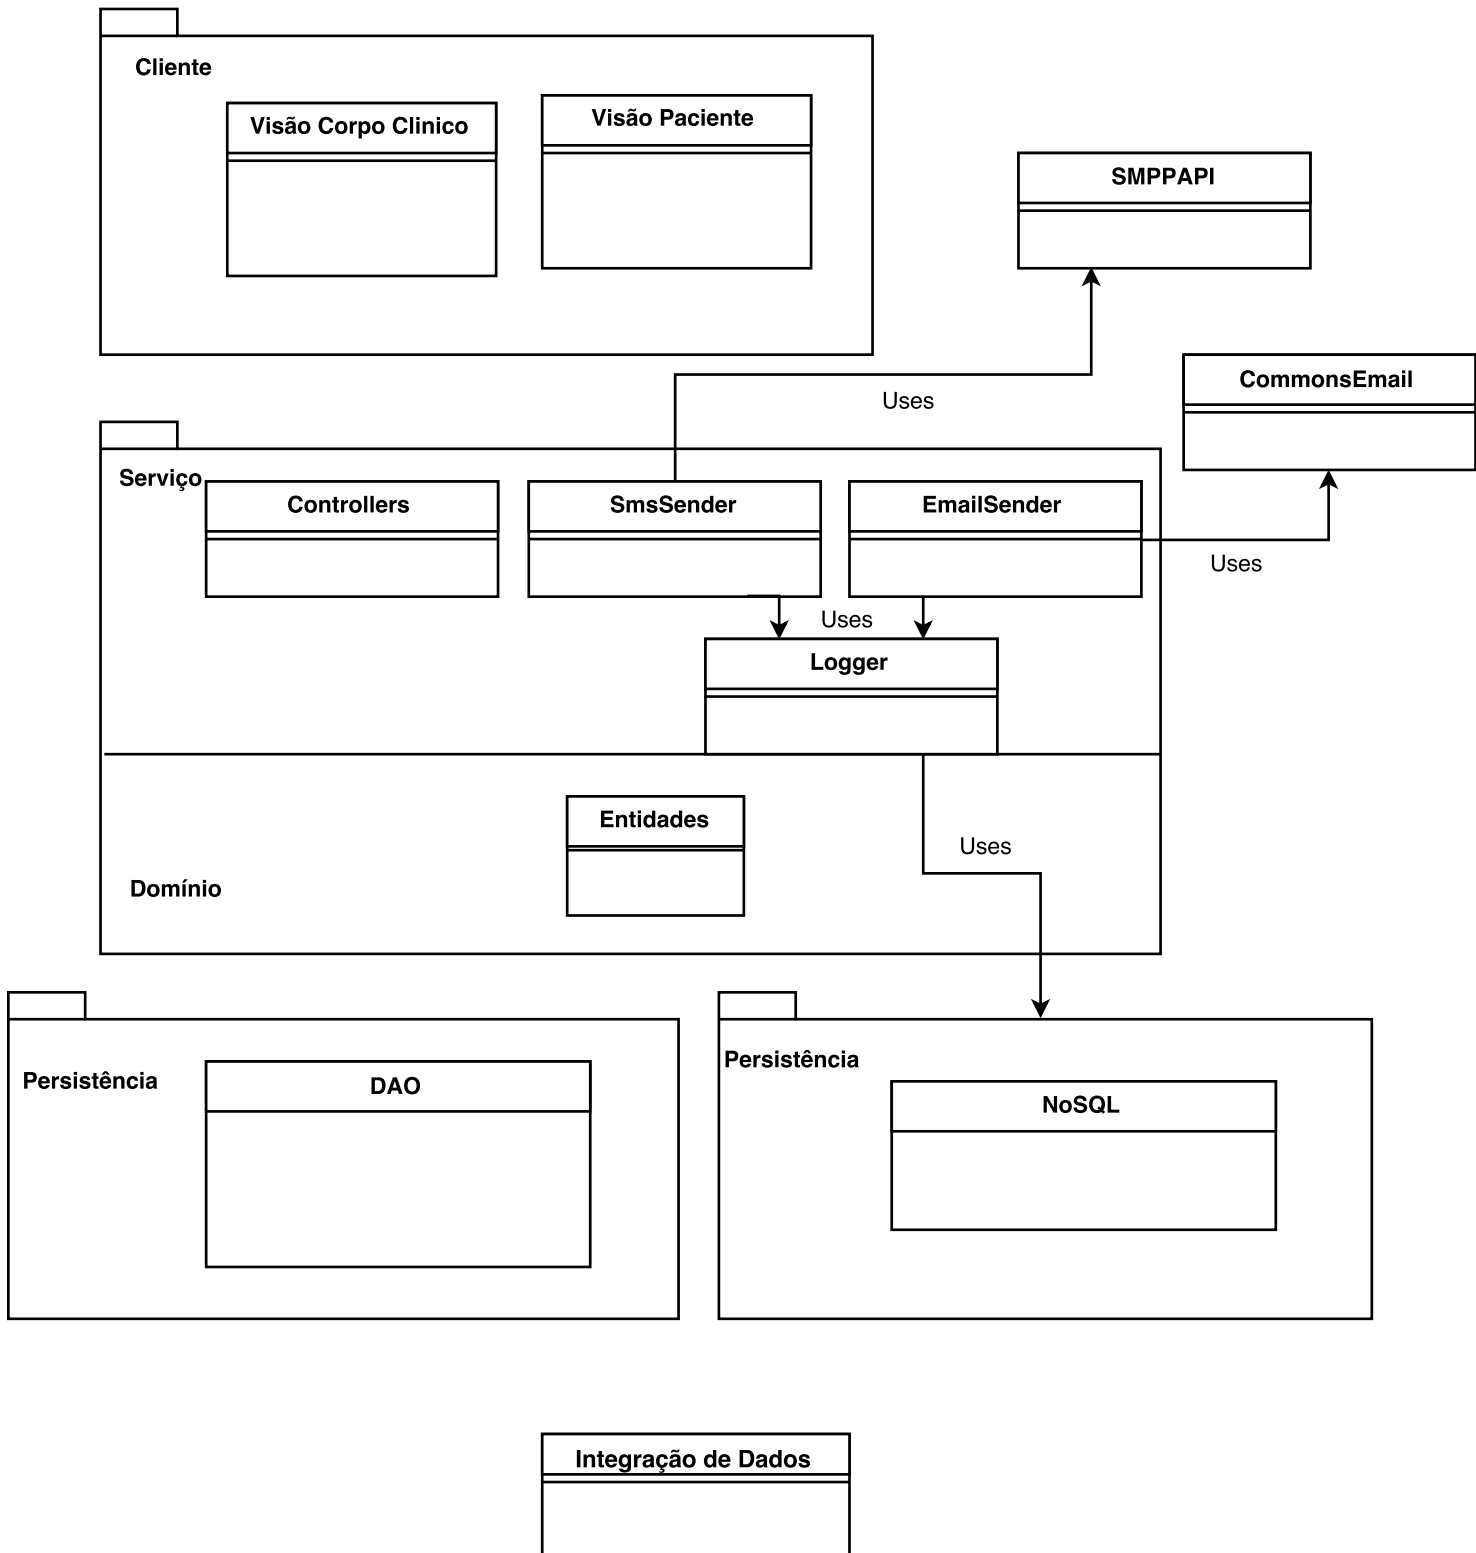 Cliente
Visão Corpo Clinico
Visão Paciente
SMPPAPI
CommonsEmail
Uses
Serviço
Controllers
SmsSender
EmailSender
Uses
Uses
Logger
Entidades
Uses
Domínio
Persistência
DAO
Persistência
NoSQL
Integração de Dados